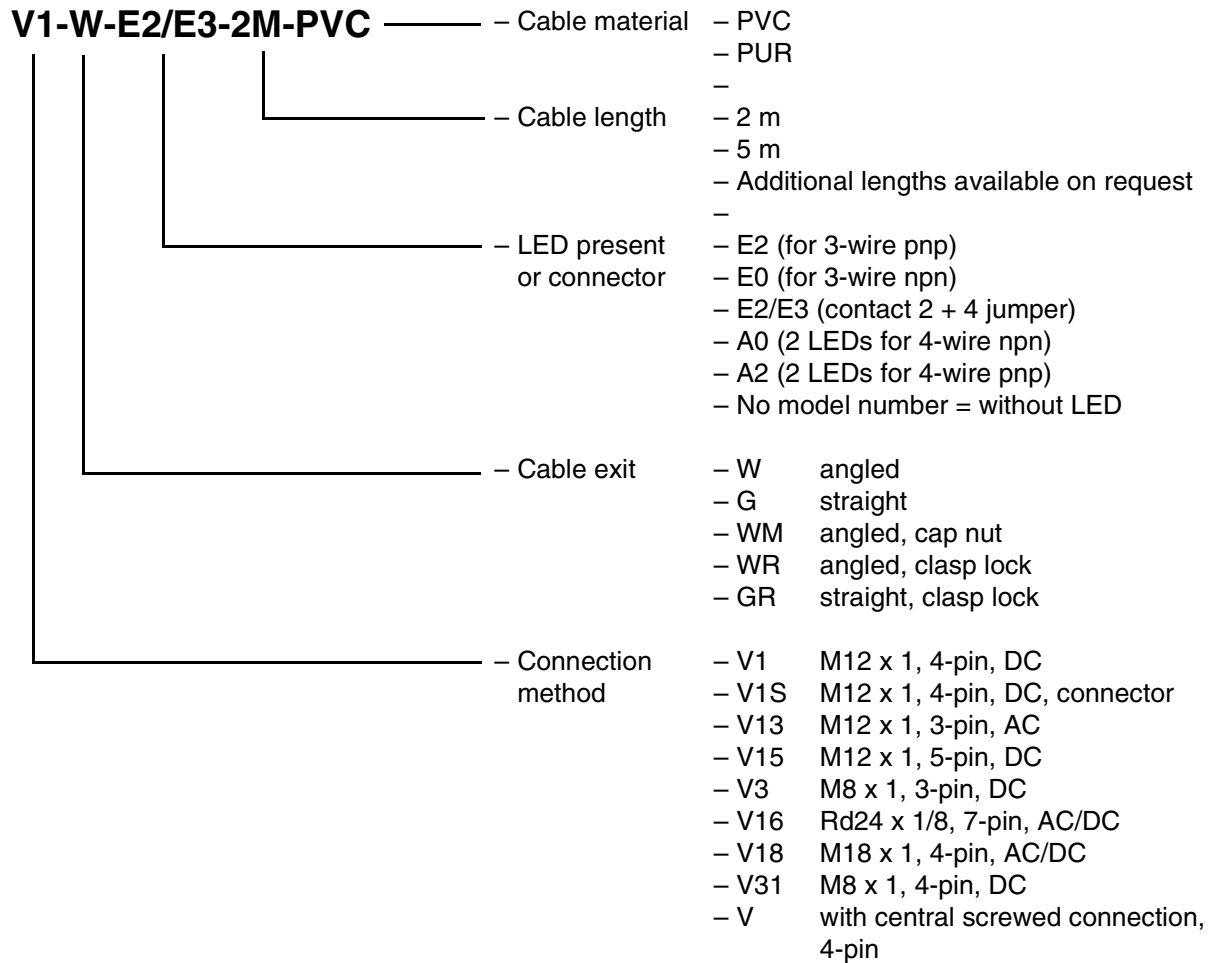 V1-W-E2/E3-2M-PVC – Cable material – PVC
– PUR
–
– Cable length – 2 m
– 5 m
– Additional lengths available on request
–
– LED present – E2 (for 3-wire pnp)
or connector – E0 (for 3-wire npn)
– E2/E3 (contact 2 + 4 jumper)
– A0 (2 LEDs for 4-wire npn)
– A2 (2 LEDs for 4-wire pnp)
– No model number = without LED
– Cable exit – W angled
– G straight
– WM angled, cap nut
– WR angled, clasp lock
– GR straight, clasp lock
– Connection – V1 M12 x 1, 4-pin, DC
method – V1S M12 x 1, 4-pin, DC, connector
– V13 M12 x 1, 3-pin, AC
– V15 M12 x 1, 5-pin, DC
– V3 M8 x 1, 3-pin, DC
– V16 Rd24 x 1/8, 7-pin, AC/DC
– V18 M18 x 1, 4-pin, AC/DC
– V31 M8 x 1, 4-pin, DC
– V with central screwed connection,
4-pin